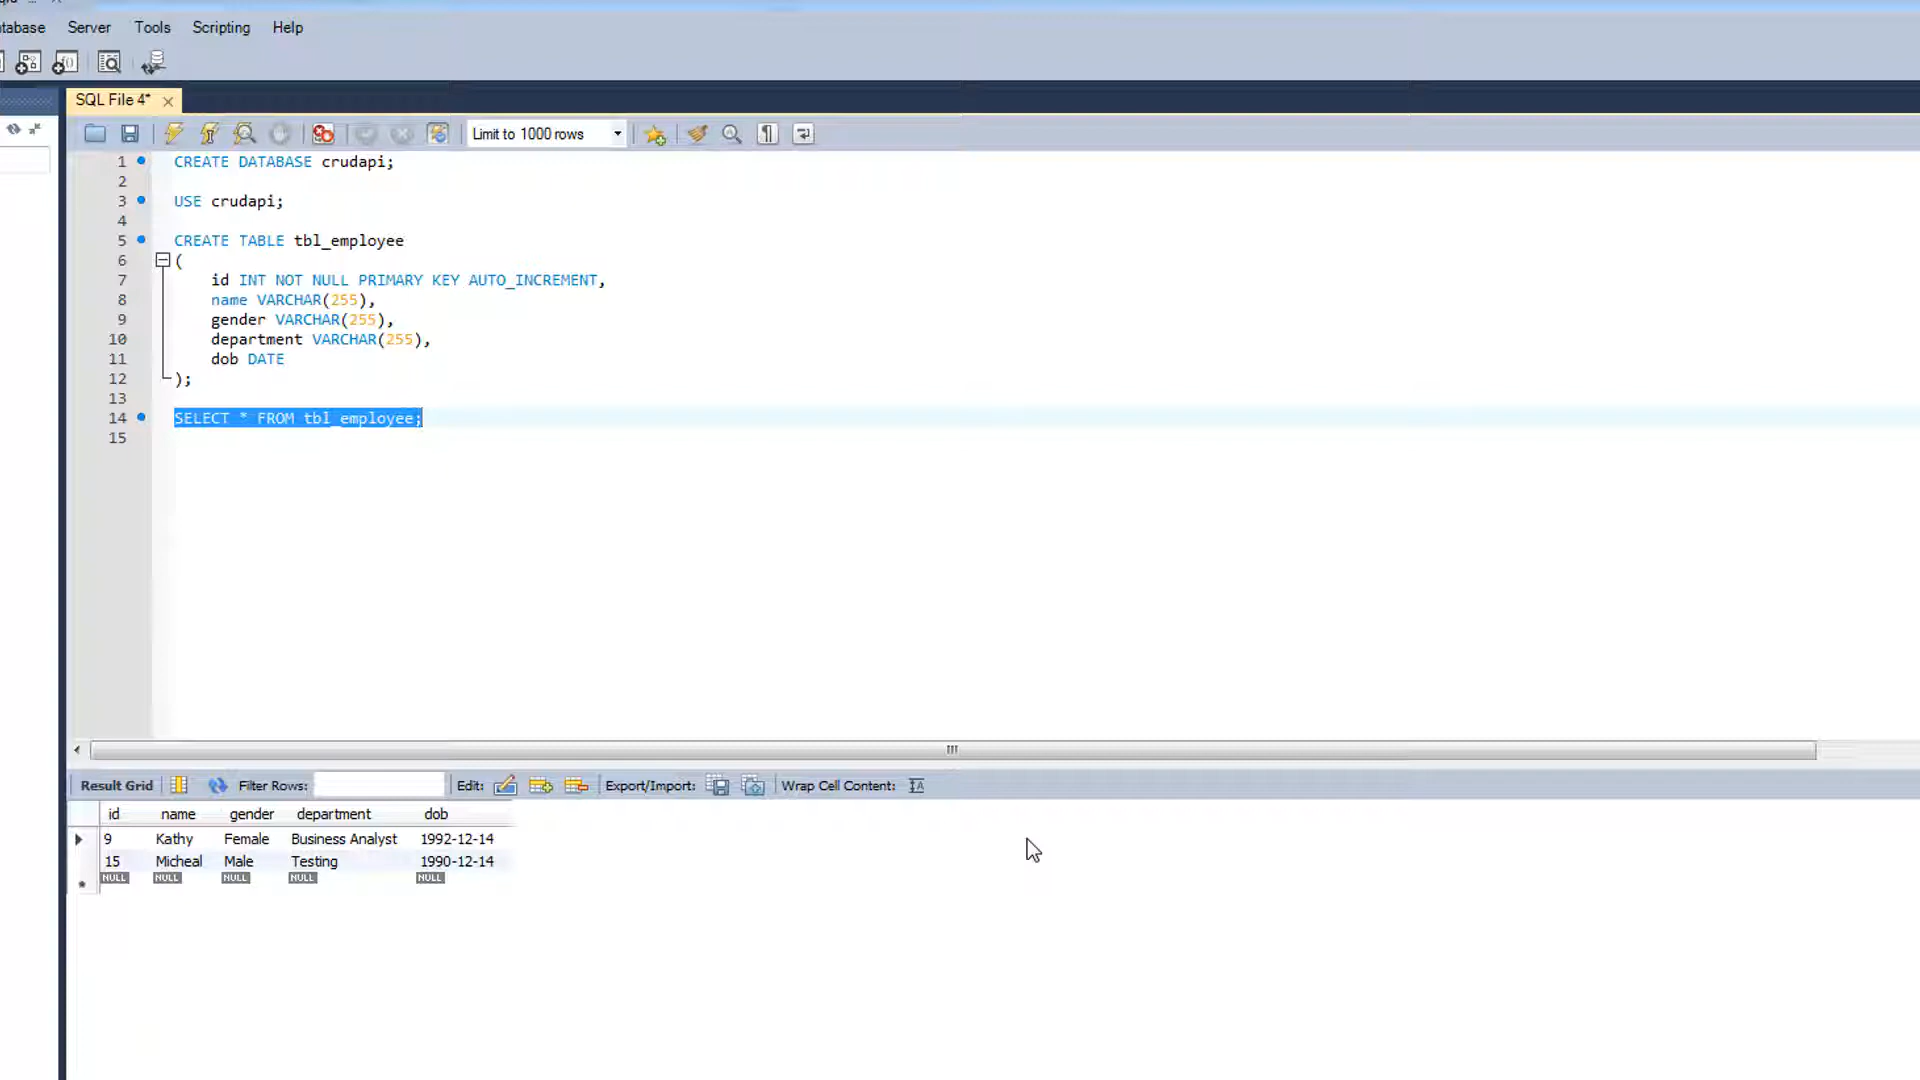 tabase Server Tools Scripting Help
SQL File 4*
Limit to 1000 rows
1 CREATE DATABASE crudapi;
2
3 USE crudapi;
4
5 CREATE TABLE tbl_employee
6 (
7 id INT NOT NULL PRIMARY KEY AUTO_INCREMENT,
8 name VARCHAR(255),
9 gender VARCHAR(255),
10 department VARCHAR(255),
11 dob DATE
12 );
13
14 SELECT * FROM tbl_employee;
15
Result Grid Filter Rows: Edit: Export/Import: Wrap Cell Content:
id name gender department dob
9 Kathy Female Business Analyst 1992-12-14
15 Micheal Male Testing 1990-12-14
NULL NULL NULL NULL NULL